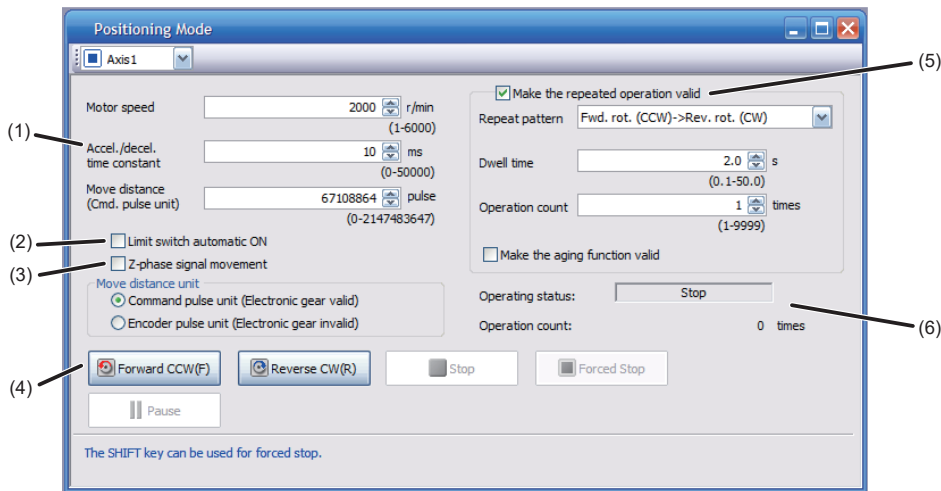 Positioning Mode
Axis1
(5)
Make the repeated operation valid
Motor speed 2000 r/min
(1-6000)
Repeat pattern Fwd. rot. (CCW)->Rev. rot. (CW)
(1)
Accel./decel.
time constant 10 ms
(0-50000)
Dwell time 2.0 s
(0.1-50.0)
Move distance
(Cmd. pulse unit) 67108864 pulse
(0-2147483647)
Operation count 1 times
(1-9999)
(2)
Limit switch automatic ON
(3)
Z-phase signal movement
Make the aging function valid
Move distance unit
Command pulse unit (Electronic gear valid)
Encoder pulse unit (Electronic gear invalid)
Operating status: Stop
Operation count: 0 times
(6)
(4)
Forward CCW(F) Reverse CW(R) Stop Forced Stop
Pause
The SHIFT key can be used for forced stop.